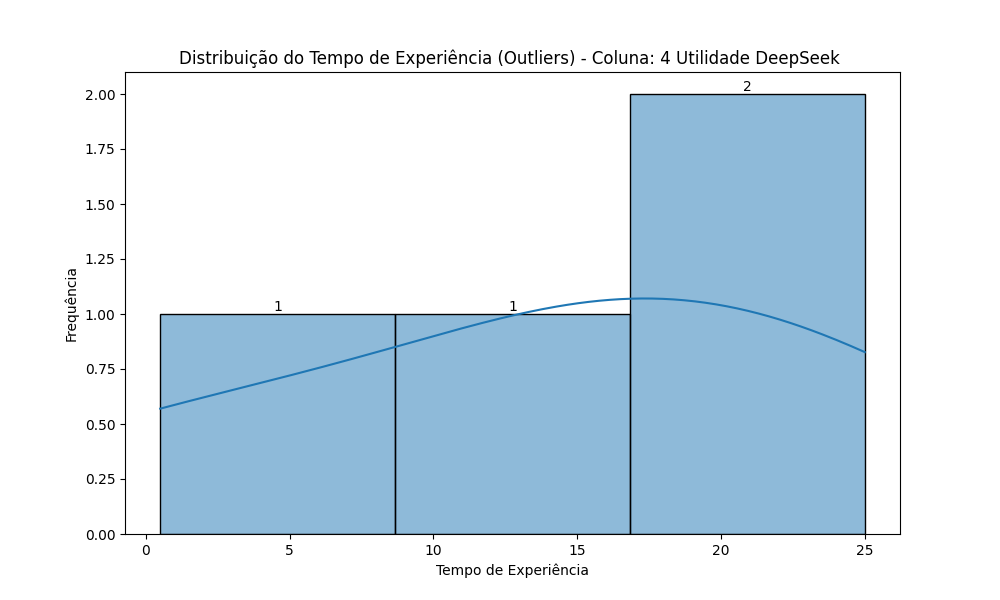 Distribuição do Tempo de Experiência (Outliers) - Coluna: 4 Utilidade DeepSeek
2
2.00
1.75
1.50
1.25
1 1
1.00
0.75
0.50
0.25
0.00
Frequência
0 5 10 15 20 25
Tempo de Experiência